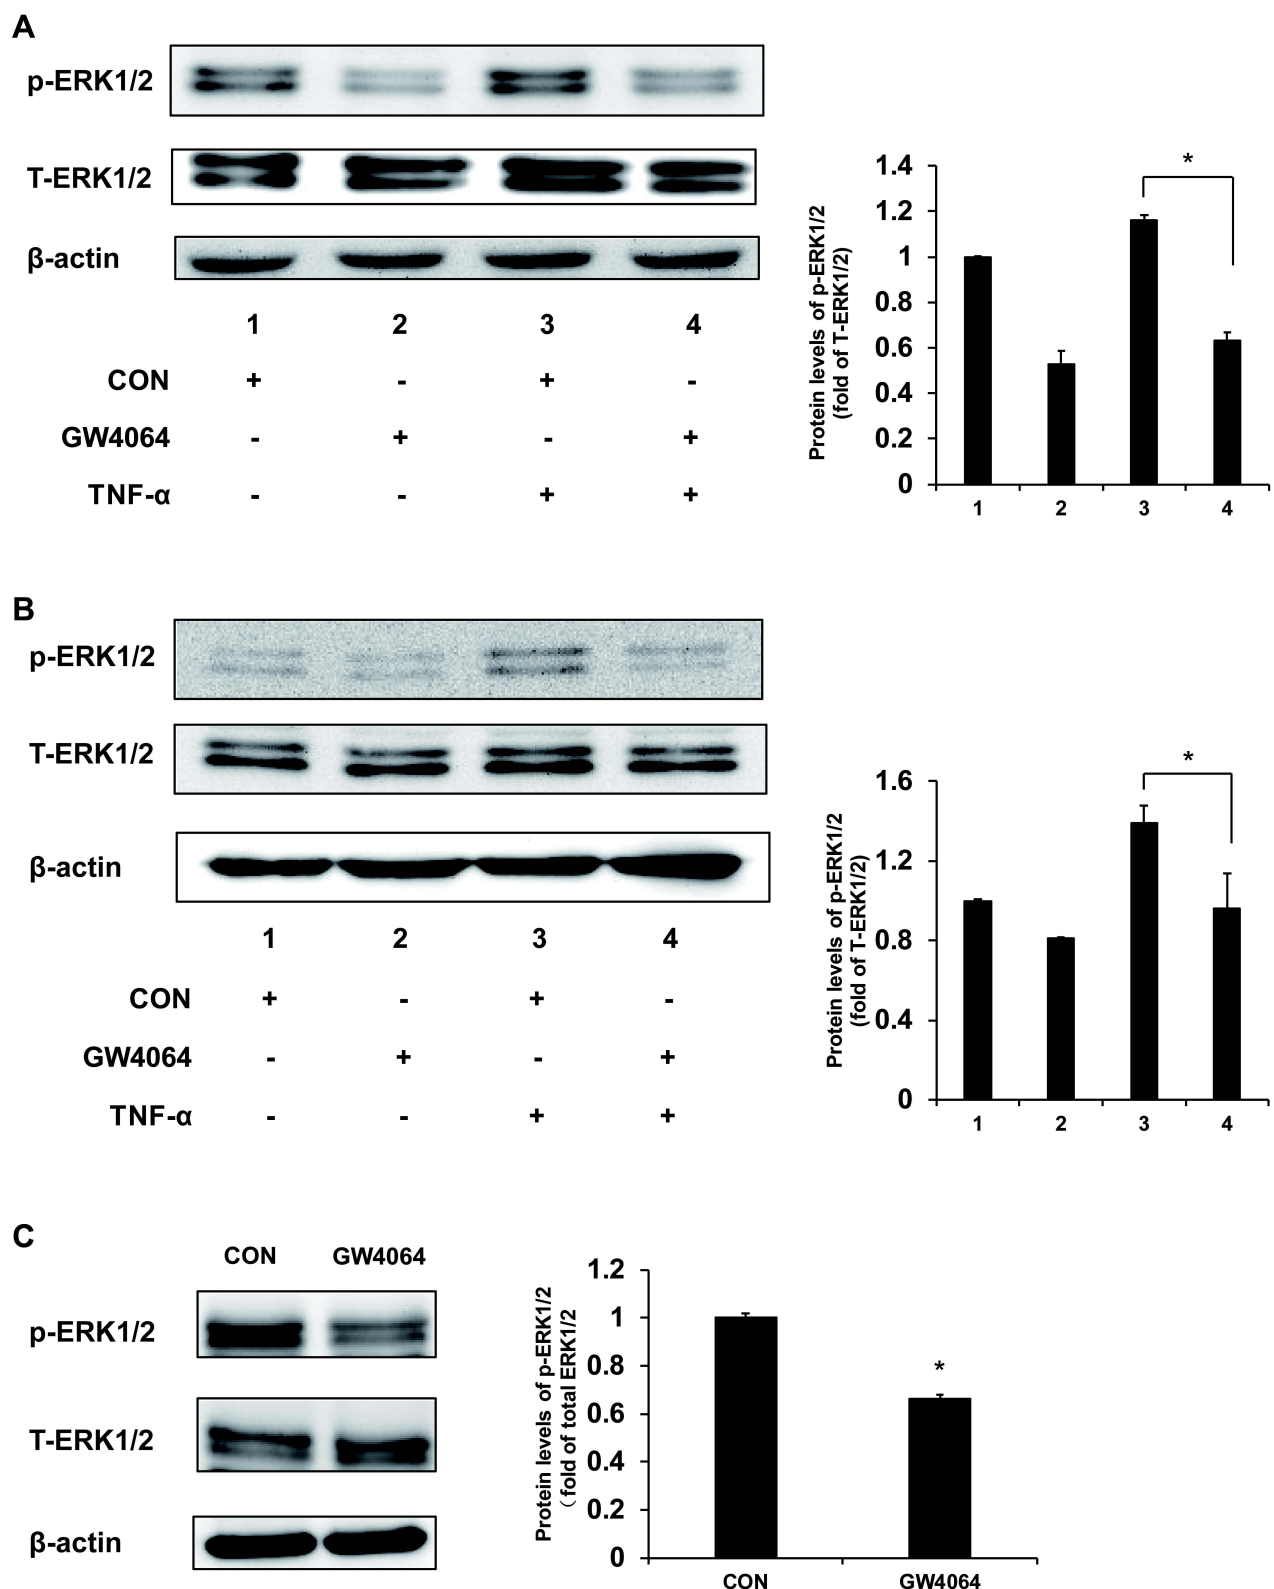 A
p-ERK1/2
T-ERK1/2
β-actin
1 2 3 4
CON + - + -
GW4064 - + - +
TNF-α - - + +
Protein levels of p-ERK1/2
(fold of T-ERK1/2)
1.4
1.2
1
0.8
0.6
0.4
0.2
0
*
1 2 3 4
B
p-ERK1/2
T-ERK1/2
β-actin
1 2 3 4
CON + - + -
GW4064 - + - +
TNF-α - - + +
Protein levels of p-ERK1/2
(fold of T-ERK1/2)
1.6
1.2
0.8
0.4
0
*
1 2 3 4
C
CON GW4064
p-ERK1/2
T-ERK1/2
β-actin
Protein levels of p-ERK1/2
（fold of total ERK1/2
1.2
1
0.8
0.6
0.4
0.2
0
*
CON GW4064